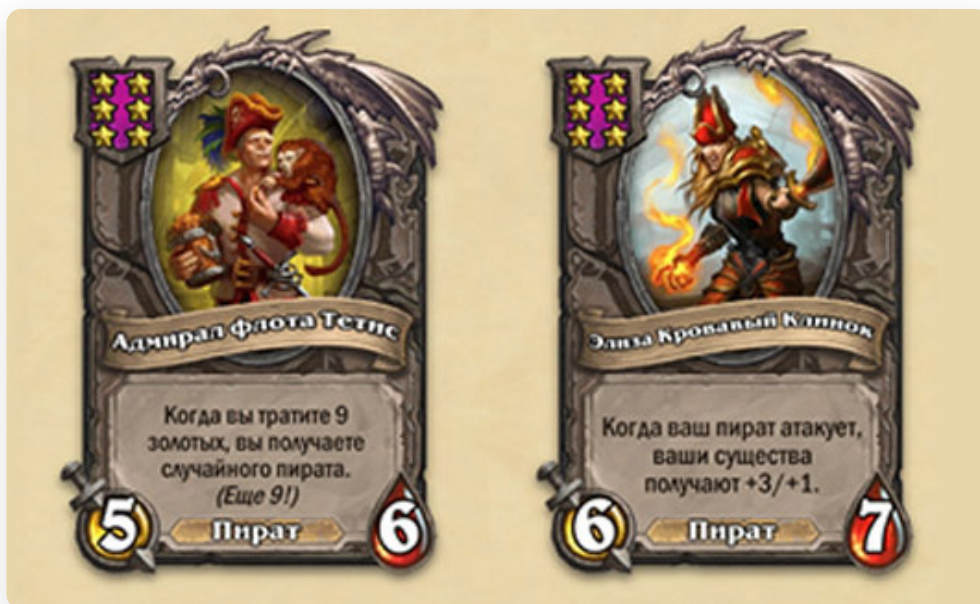 Адмирал флота Тетис
Когда вы тратите 9
золотых, вы получаете
случайного пирата.
(Еще 9!)
5
Пират
6
Элиза Кровавый Клинок
Когда ваш пират атакует,
ваши существа
получают +3/+1.
6
Пират
7